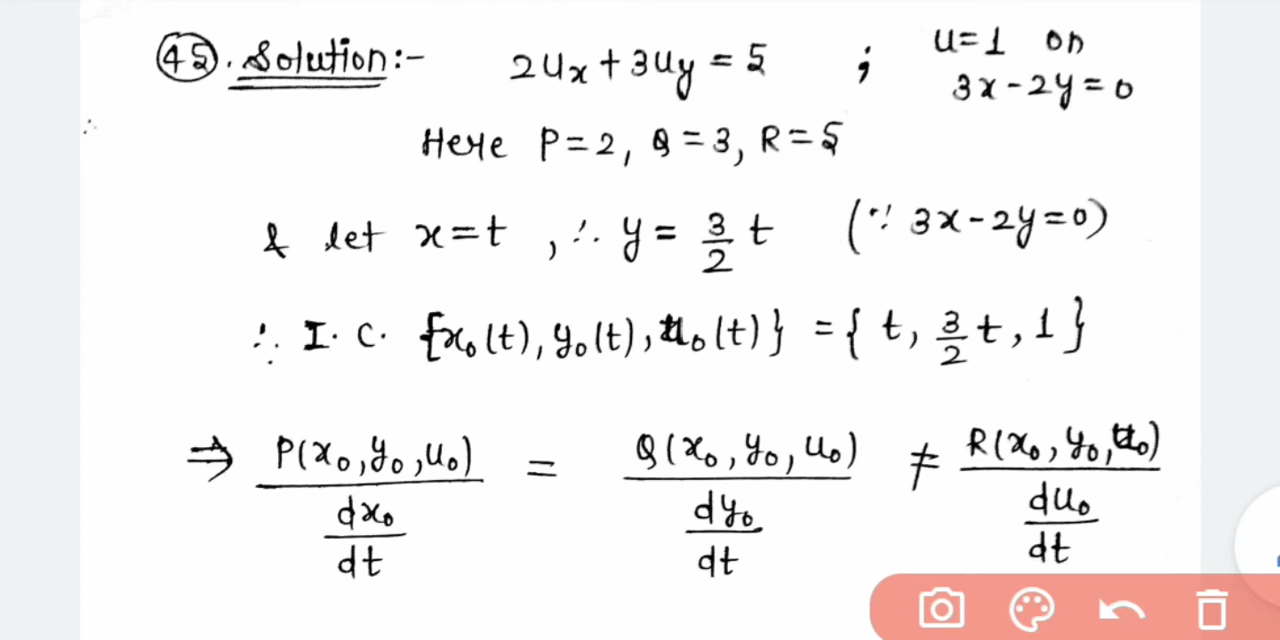 45. Solution:- 2ux + 3uy = 5 ; u=1 on 3x-2y=0
Here P=2, Q=3, R=5
& let x=t, ∴ y = 3/2 t (∵ 3x-2y=0)
∴ I.C. {x₀(t), y₀(t), u₀(t)} = {t, 3/2 t, 1}
⇒ P(x₀,y₀,u₀) / (dx₀/dt) = Q(x₀,y₀,u₀) / (dy₀/dt) ≠ R(x₀,y₀,u₀) / (du₀/dt)